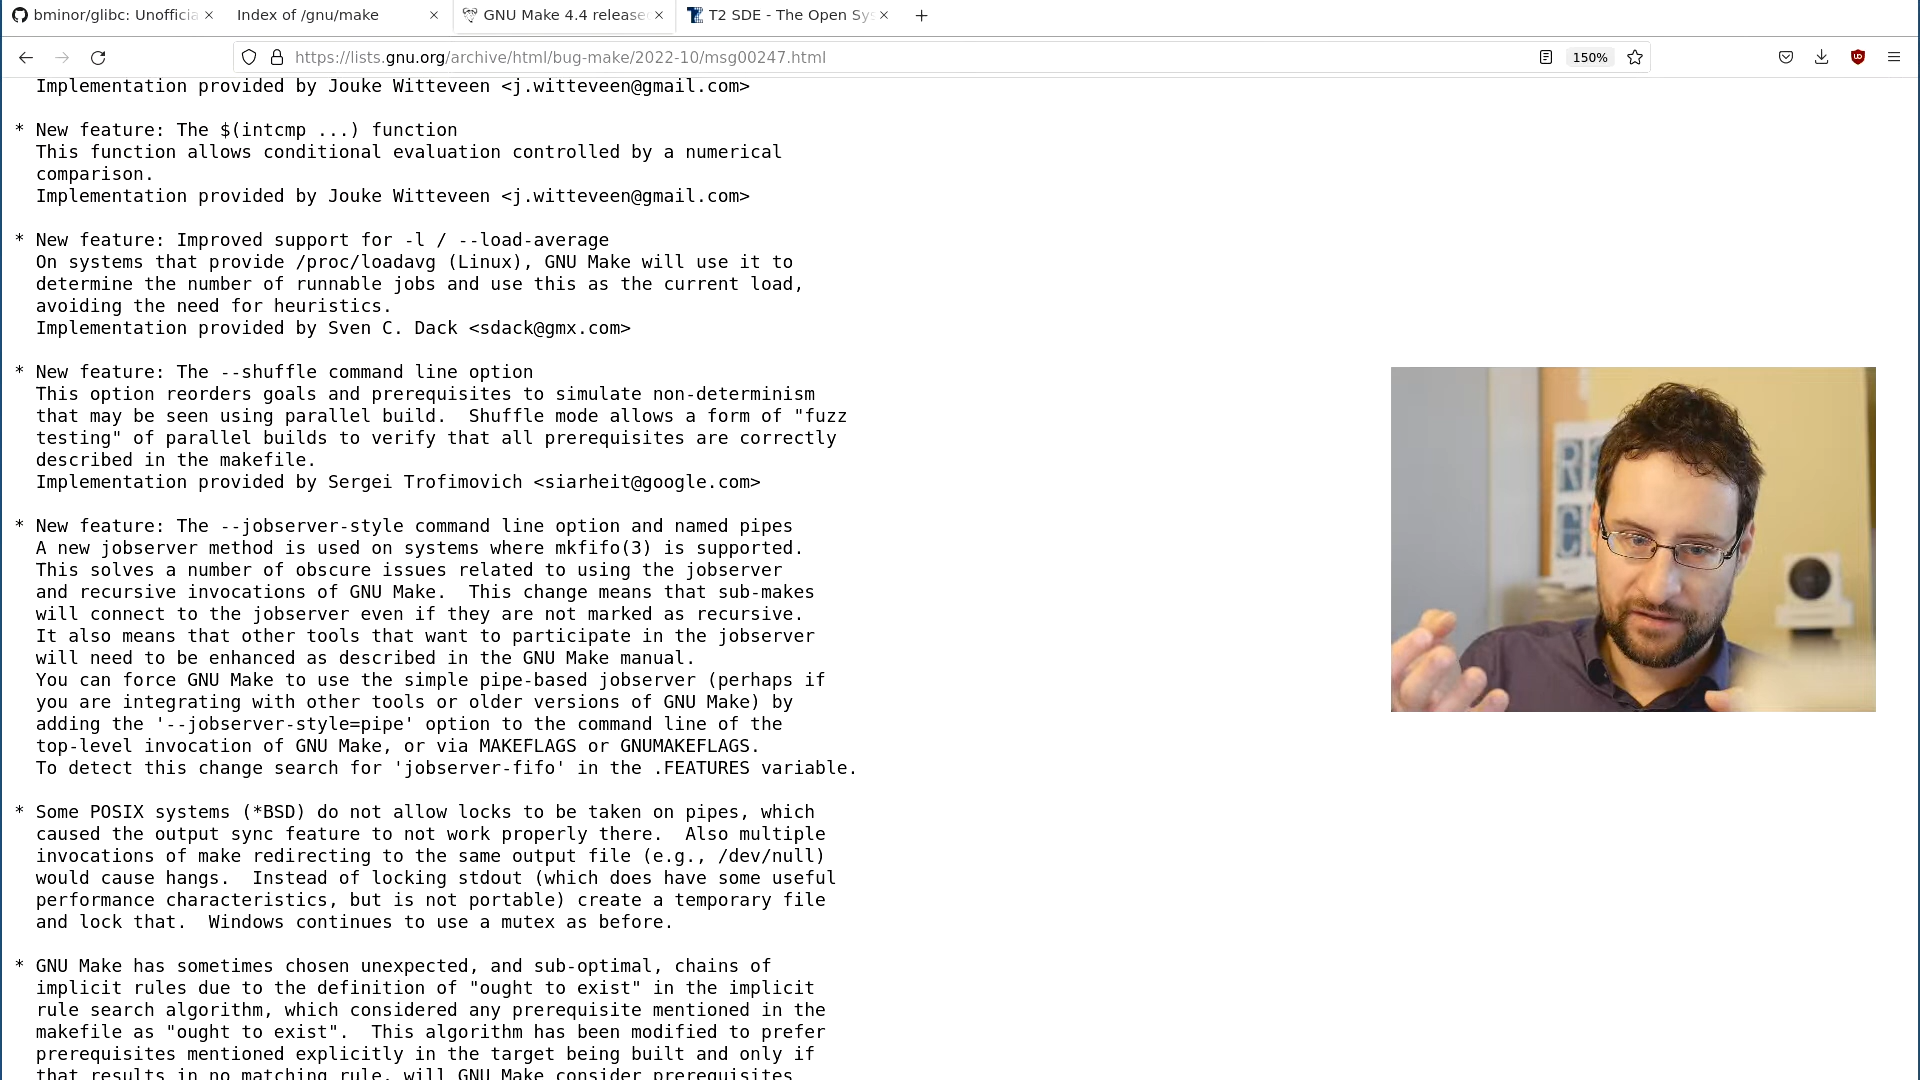 bminor/glibc: Unofficia
Index of /gnu/make
GNU Make 4.4 release
T2 SDE - The Open Sys
https://lists.gnu.org/archive/html/bug-make/2022-10/msg00247.html
150%
Implementation provided by Jouke Witteveen <j.witteveen@gmail.com>
* New feature: The $(intcmp ...) function
This function allows conditional evaluation controlled by a numerical
comparison.
Implementation provided by Jouke Witteveen <j.witteveen@gmail.com>
* New feature: Improved support for -l / --load-average
On systems that provide /proc/loadavg (Linux), GNU Make will use it to
determine the number of runnable jobs and use this as the current load,
avoiding the need for heuristics.
Implementation provided by Sven C. Dack <sdack@gmx.com>
* New feature: The --shuffle command line option
This option reorders goals and prerequisites to simulate non-determinism
that may be seen using parallel build.  Shuffle mode allows a form of "fuzz
testing" of parallel builds to verify that all prerequisites are correctly
described in the makefile.
Implementation provided by Sergei Trofimovich <siarheit@google.com>
* New feature: The --jobserver-style command line option and named pipes
A new jobserver method is used on systems where mkfifo(3) is supported.
This solves a number of obscure issues related to using the jobserver
and recursive invocations of GNU Make.  This change means that sub-makes
will connect to the jobserver even if they are not marked as recursive.
It also means that other tools that want to participate in the jobserver
will need to be enhanced as described in the GNU Make manual.
You can force GNU Make to use the simple pipe-based jobserver (perhaps if
you are integrating with other tools or older versions of GNU Make) by
adding the '--jobserver-style=pipe' option to the command line of the
top-level invocation of GNU Make, or via MAKEFLAGS or GNUMAKEFLAGS.
To detect this change search for 'jobserver-fifo' in the .FEATURES variable.
* Some POSIX systems (*BSD) do not allow locks to be taken on pipes, which
caused the output sync feature to not work properly there.  Also multiple
invocations of make redirecting to the same output file (e.g., /dev/null)
would cause hangs.  Instead of locking stdout (which does have some useful
performance characteristics, but is not portable) create a temporary file
and lock that.  Windows continues to use a mutex as before.
* GNU Make has sometimes chosen unexpected, and sub-optimal, chains of
implicit rules due to the definition of "ought to exist" in the implicit
rule search algorithm, which considered any prerequisite mentioned in the
makefile as "ought to exist".  This algorithm has been modified to prefer
prerequisites mentioned explicitly in the target being built and only if
that results in no matching rule, will GNU Make consider prerequisites